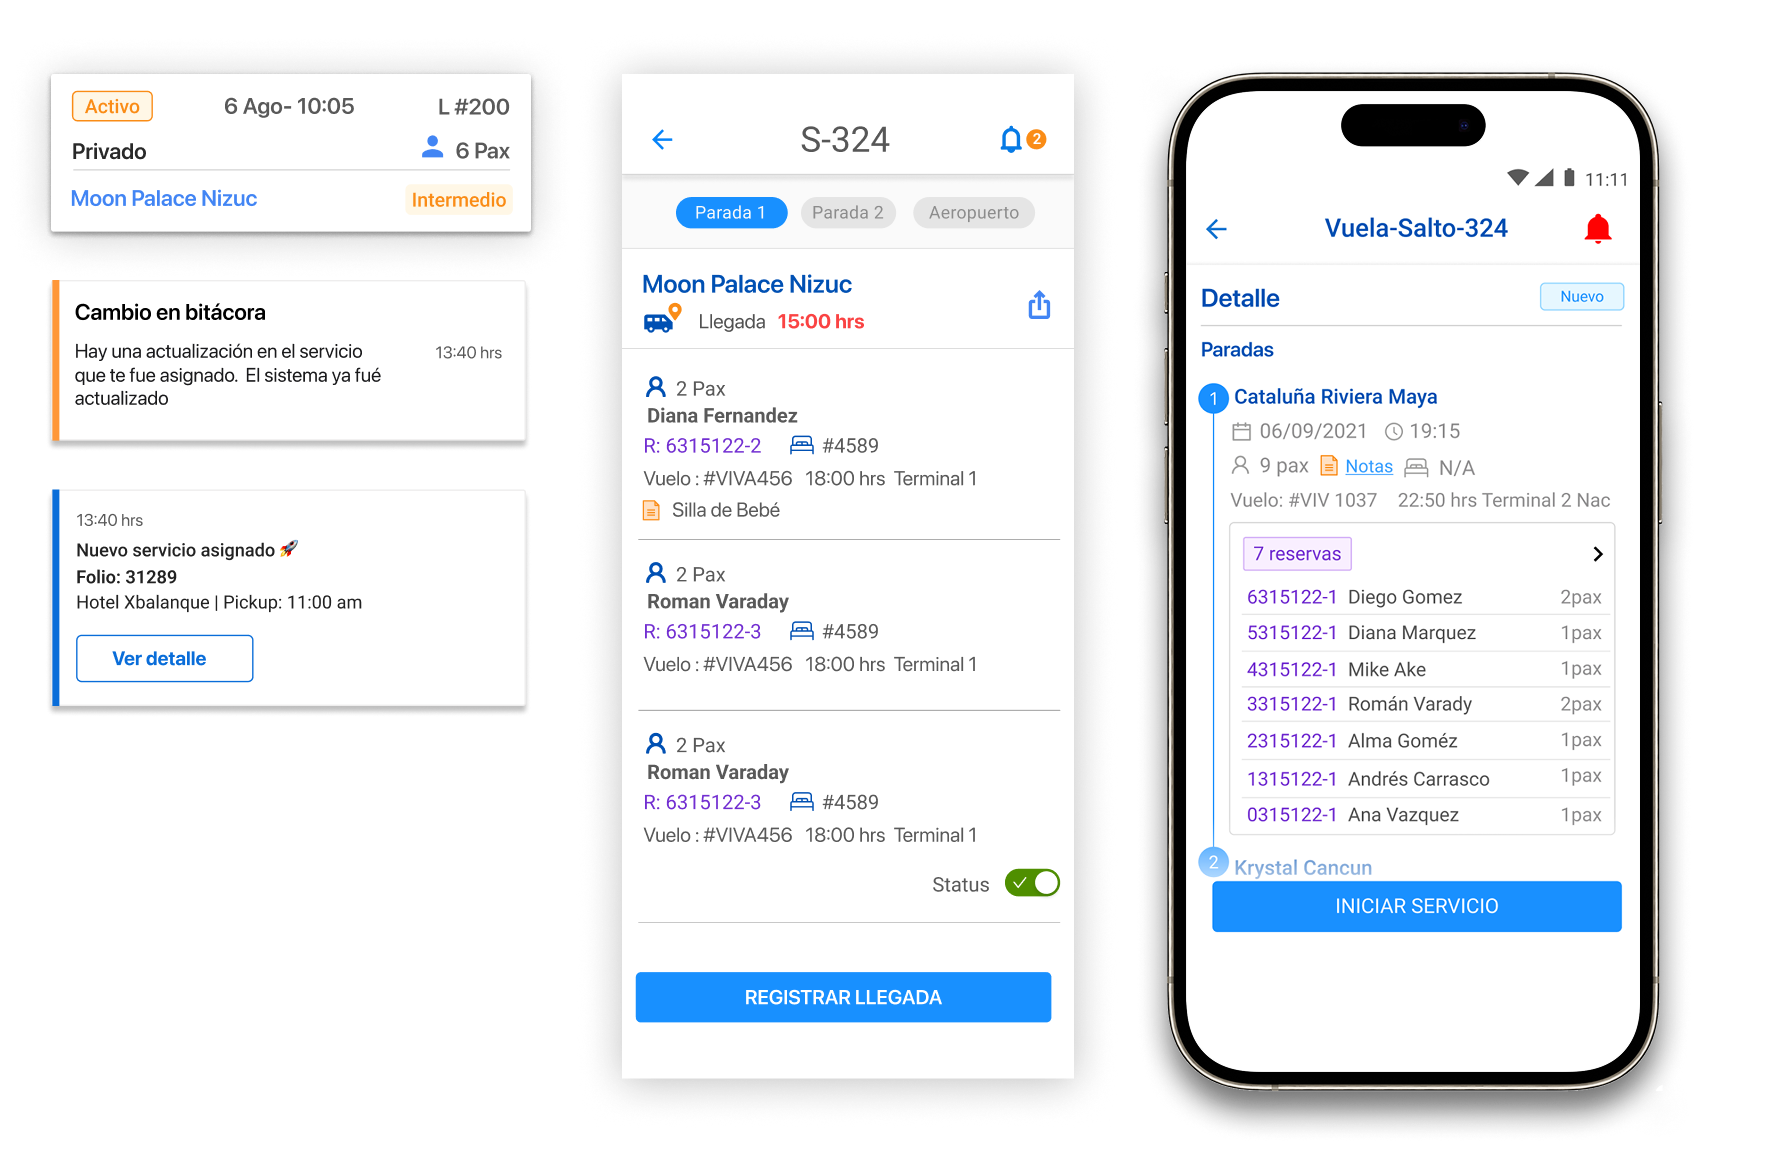 Activo 6 Ago- 10:05 L #200
Privado 6 Pax
Moon Palace Nizuc Intermedio
Cambio en bitácora
Hay una actualización en el servicio 13:40 hrs
que te fue asignado. El sistema ya fué
actualizado
13:40 hrs
Nuevo servicio asignado 🚀
Folio: 31289
Hotel Xbalanque | Pickup: 11:00 am
Ver detalle
S-324 2
Parada 1 Parada 2 Aeropuerto
Moon Palace Nizuc
Llegada 15:00 hrs
2 Pax
Diana Fernandez
R: 6315122-2 #4589
Vuelo : #VIVA456 18:00 hrs Terminal 1
Silla de Bebé
2 Pax
Roman Varaday
R: 6315122-3 #4589
Vuelo : #VIVA456 18:00 hrs Terminal 1
2 Pax
Roman Varaday
R: 6315122-3 #4589
Vuelo : #VIVA456 18:00 hrs Terminal 1
Status
REGISTRAR LLEGADA
11:11
Vuela-Salto-324
Detalle Nuevo
Paradas
1 Cataluña Riviera Maya
06/09/2021 19:15
9 pax Notas N/A
Vuelo: #VIV 1037 22:50 hrs Terminal 2 Nac
7 reservas
6315122-1 Diego Gomez 2pax
5315122-1 Diana Marquez 1pax
4315122-1 Mike Ake 1pax
3315122-1 Román Varady 2pax
2315122-1 Alma Goméz 1pax
1315122-1 Andrés Carrasco 1pax
0315122-1 Ana Vazquez 1pax
2 Krystal Cancun
INICIAR SERVICIO